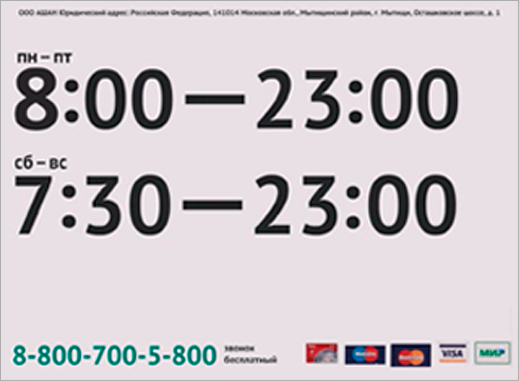 ООО АШАН Юридический адрес: Российская Федерация, 141014 Московская обл., Мытищинский район, г. Мытищи, Осташковское шоссе, д. 1
пн – пт
8:00 — 23:00
сб – вс
7:30 — 23:00
8-800-700-5-800 звонок бесплатный
VISA МИР